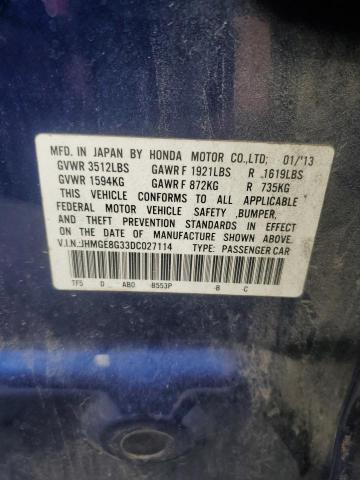 MFD. IN JAPAN BY HONDA MOTOR CO.,LTD; 01/'13
GVWR 3512LBS GAWR F 1921LBS R 1619LBS
GVWR 1594KG GAWR F 872KG R 735KG
THIS VEHICLE CONFORMS TO ALL APPLICABLE
FEDERAL MOTOR VEHICLE SAFETY ,BUMPER,
AND THEFT PREVENTION STANDARDS IN EFFECT
ON THE DATE OF MANUFACTURE SHOWN ABOVE.
V.I.N.:JHMGE8G33DC027114 TYPE: PASSENGER CAR
TF5 D AB0 -B553P -B -C